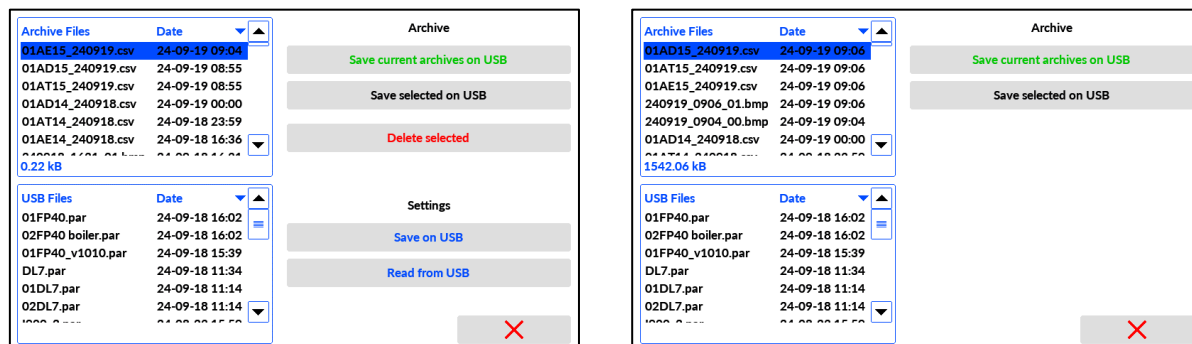 Archive Files Date
01AE15_240919.csv 24-09-19 09:04
01AD15_240919.csv 24-09-19 08:55
01AT15_240919.csv 24-09-19 08:55
01AD14_240918.csv 24-09-19 00:00
01AT14_240918.csv 24-09-18 23:59
01AE14_240918.csv 24-09-18 16:36
0.22 kB
Archive
Save current archives on USB
Save selected on USB
Delete selected
USB Files Date
01FP40.par 24-09-18 16:02
02FP40 boiler.par 24-09-18 16:02
01FP40_v1010.par 24-09-18 15:39
DL7.par 24-09-18 11:34
01DL7.par 24-09-18 11:14
02DL7.par 24-09-18 11:14
Settings
Save on USB
Read from USB
Archive Files Date
01AD15_240919.csv 24-09-19 09:06
01AT15_240919.csv 24-09-19 09:06
01AE15_240919.csv 24-09-19 09:06
240919_0906_01.bmp 24-09-19 09:06
240919_0904_00.bmp 24-09-19 09:04
01AD14_240918.csv 24-09-19 00:00
1542.06 kB
Archive
Save current archives on USB
Save selected on USB
USB Files Date
01FP40.par 24-09-18 16:02
02FP40 boiler.par 24-09-18 16:02
01FP40_v1010.par 24-09-18 15:39
DL7.par 24-09-18 11:34
01DL7.par 24-09-18 11:14
02DL7.par 24-09-18 11:14